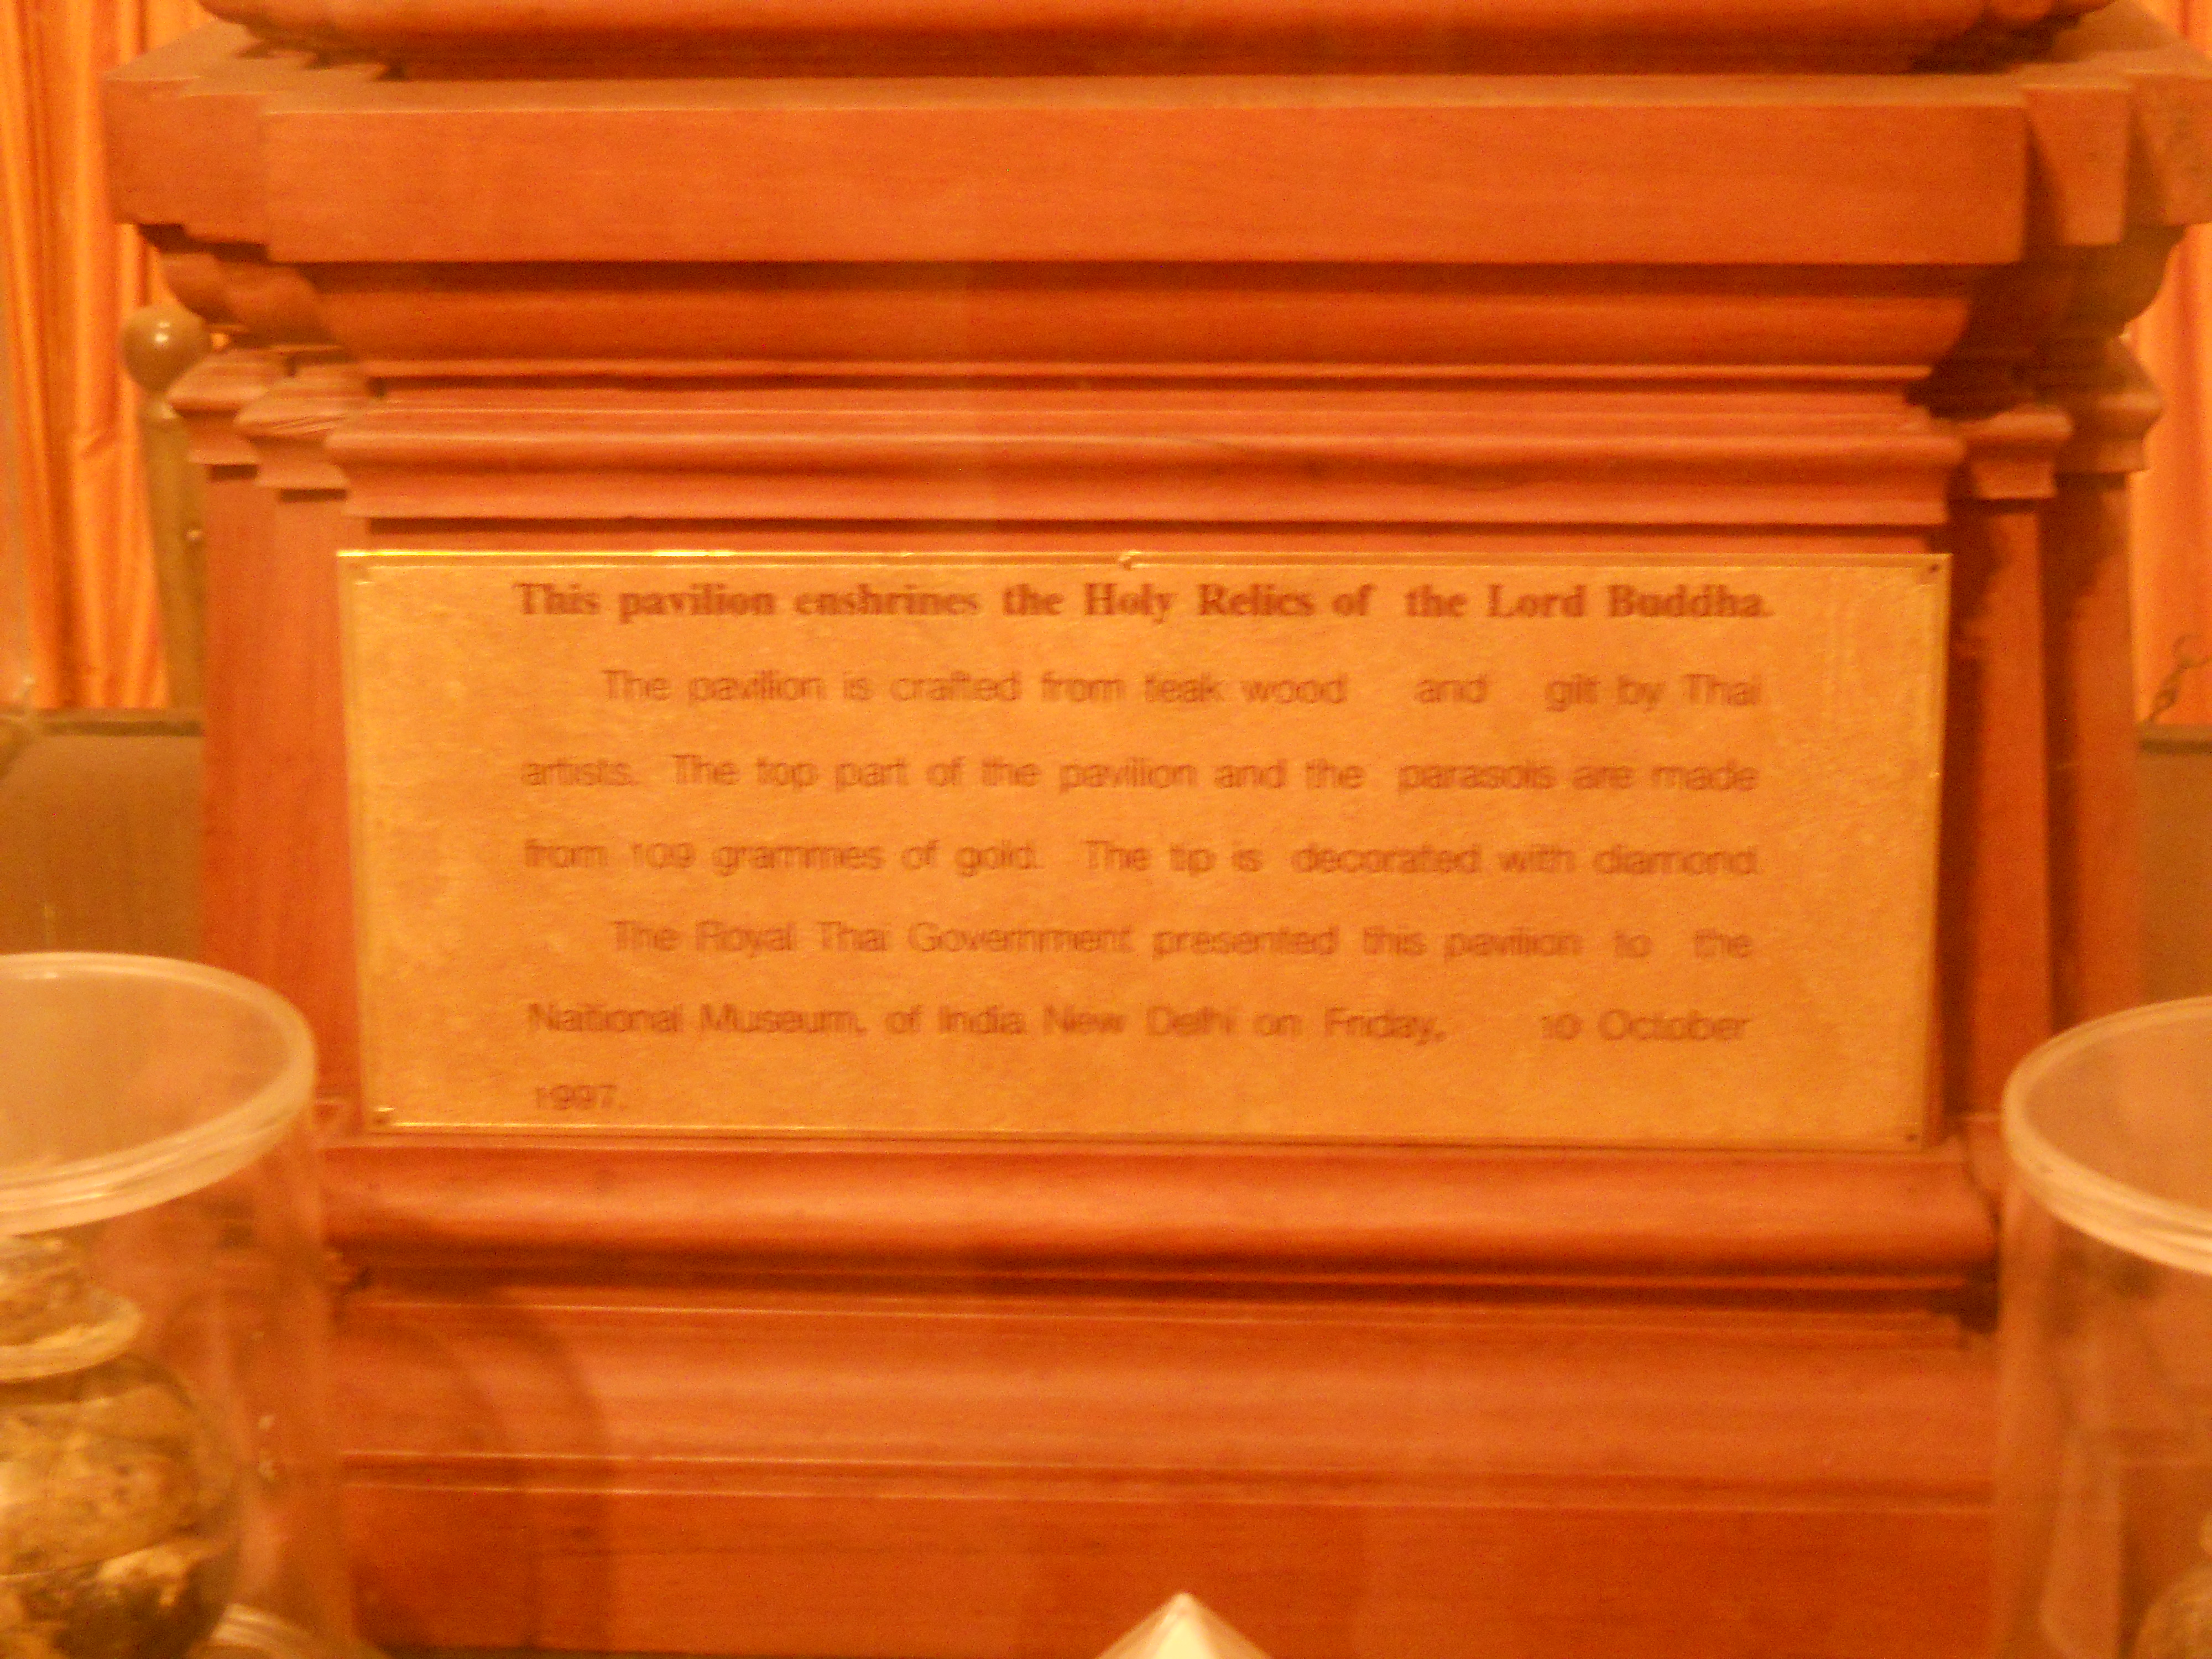 This pavilion enshrines the Holy Relics of the Lord Buddha.
The pavilion is crafted from teak wood and gilt by Thai
artists. The top part of the pavilion and the parasols are made
from 109 grammes of gold. The tip is decorated with diamond
The Royal Thai Government presented this pavilion to the
National Museum, of India New Delhi on Friday, 10 October
1997.